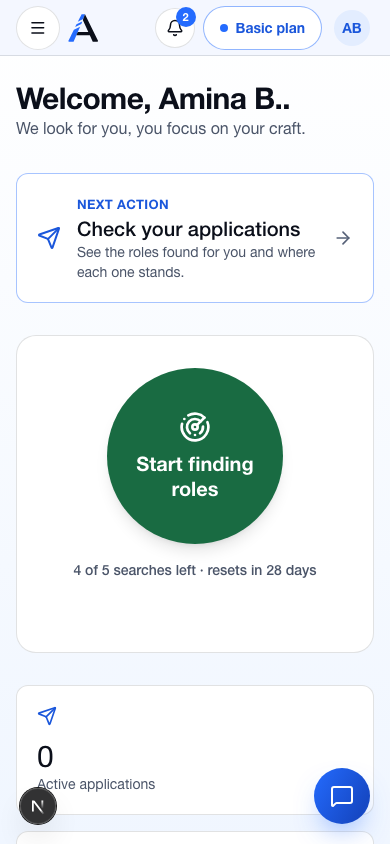 2
Basic plan
AB
Welcome, Amina B..
We look for you, you focus on your craft.
NEXT ACTION
Check your applications
See the roles found for you and where
each one stands.
Start finding
roles
4 of 5 searches left · resets in 28 days
0
Active applications
N